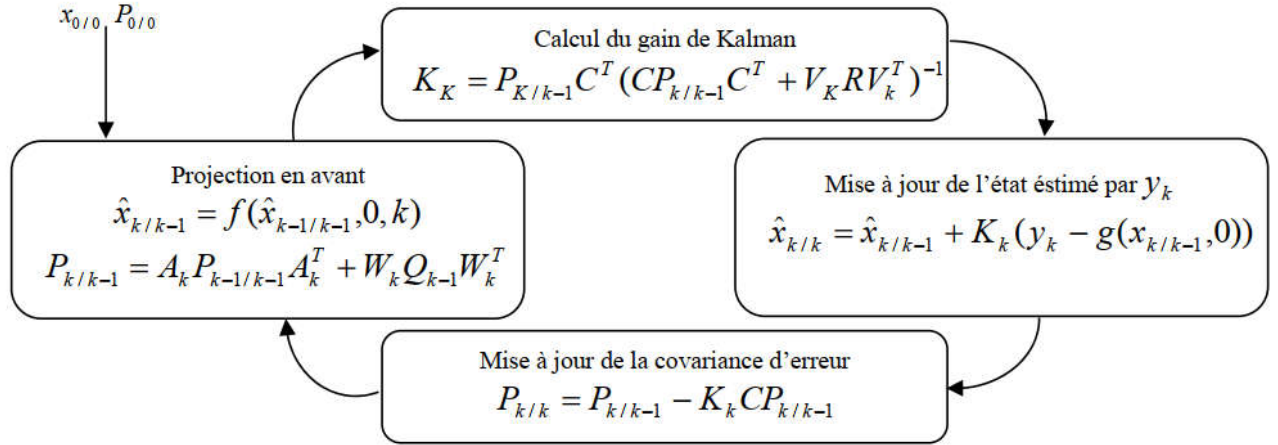 x_{0/0}, P_{0/0}
Calcul du gain de Kalman
K_K = P_{K/k-1}C^T(CP_{k/k-1}C^T + V_K RV_k^T)^{-1}
Projection en avant
x̂_{k/k-1} = f(x̂_{k-1/k-1},0,k)
P_{k/k-1} = A_k P_{k-1/k-1}A_k^T + W_k Q_{k-1}W_k^T
Mise à jour de l’état éstimé par y_k
x̂_{k/k} = x̂_{k/k-1} + K_k(y_k − g(x_{k/k-1},0))
Mise à jour de la covariance d’erreur
P_{k/k} = P_{k/k-1} − K_k CP_{k/k-1}